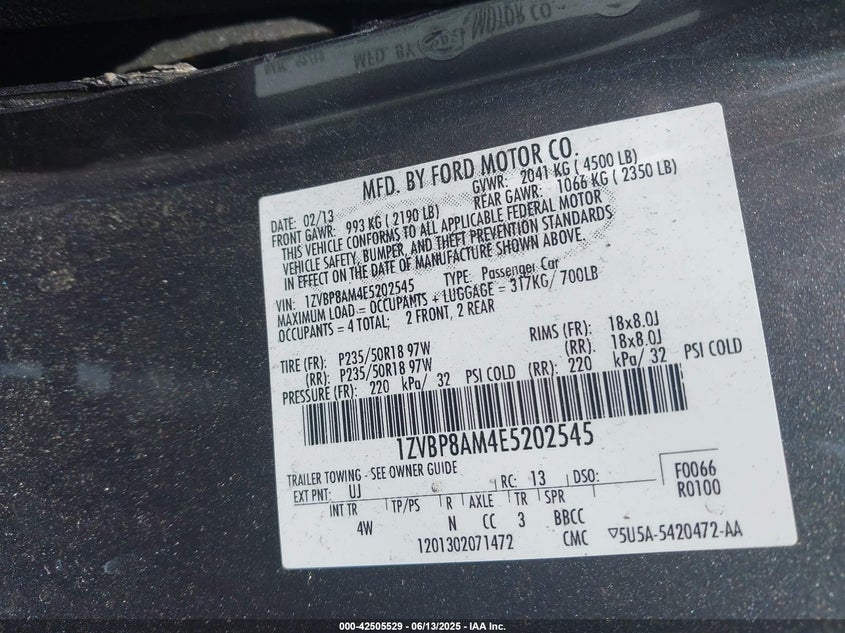 MFD. BY MOTOR CO
MFD. BY FORD MOTOR CO.
DATE: 02/13 GVWR: 2041 KG ( 4500 LB)
FRONT GAWR: 993 KG ( 2190 LB) REAR GAWR: 1066 KG ( 2350 LB)
THIS VEHICLE CONFORMS TO ALL APPLICABLE FEDERAL MOTOR
VEHICLE SAFETY, BUMPER, AND THEFT PREVENTION STANDARDS
IN EFFECT ON THE DATE OF MANUFACTURE SHOWN ABOVE.
VIN: 1ZVBP8AM4E5202545 TYPE: Passenger Car
MAXIMUM LOAD = OCCUPANTS + LUGGAGE = 317KG/ 700LB
OCCUPANTS = 4 TOTAL; 2 FRONT, 2 REAR
TIRE (FR): P235/50R18 97W RIMS (FR): 18x8.0J
(RR): P235/50R18 97W (RR): 18x8.0J
PRESSURE (FR): 220 kPa/ 32 PSI COLD (RR): 220 kPa/ 32 PSI COLD
1ZVBP8AM4E5202545
TRAILER TOWING - SEE OWNER GUIDE
EXT PNT: UJ RC: 13 DSO: F0066
INT TR TP/PS R AXLE TR SPR R0100
4W N CC 3 BBCC
1201302071472 CMC ▽5U5A-5420472-AA
000-42505529 - 06/13/2025 - IAA Inc.